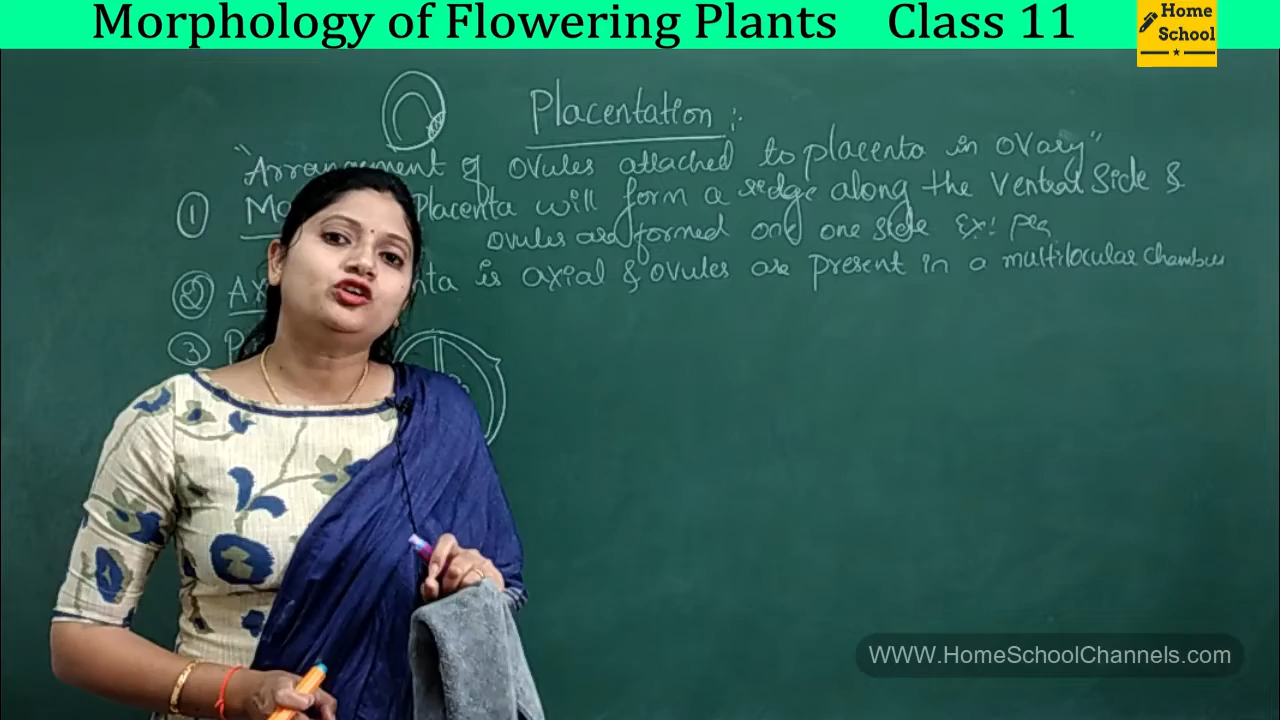 Morphology of Flowering Plants Class 11
Home
School
Placentation :
"Arrangement of ovules attached to placenta in ovary"
① Ma Placenta will form a ridge along the ventral side &
ovules are formed on one side Ex: pea
② Ax nta is axial & ovules are present in a multilocular chamber
③ P
WWW.HomeSchoolChannels.com